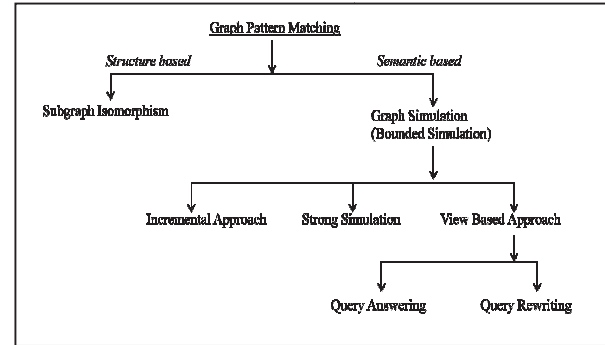 Graph Pattern Matching
Structure based
Semantic based
Subgraph Isomorphism
Graph Simulation
(Bounded Simulation)
Incremental Approach
Strong Simulation
View Based Approach
Query Answering
Query Rewriting